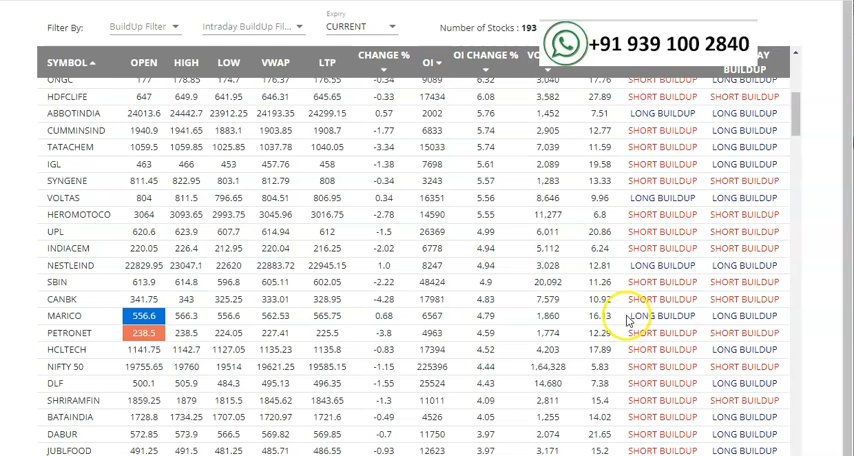 Expiry
Filter By: BuildUp Filter Intraday BuildUp Fil... CURRENT Number of Stocks : 193
+91 939 100 2840
SYMBOL OPEN HIGH LOW VWAP LTP CHANGE % OI OI CHANGE % BUILDUP
ONGC 177 178.85 174.7 176.37 176.55 -0.34 9089 6.32 3,040 17.76 SHORT BUILDUP LONG BUILDUP
HDFCLIFE 647 649.9 641.95 646.31 645.65 -0.33 17434 6.08 3,582 27.89 SHORT BUILDUP SHORT BUILDUP
ABBOTINDIA 24013.6 24442.7 23912.25 24193.35 24299.15 0.57 2002 5.76 1,452 7.51 LONG BUILDUP LONG BUILDUP
CUMMINSIND 1940.9 1941.65 1883.1 1903.85 1908.7 -1.77 6833 5.74 2,905 12.77 SHORT BUILDUP LONG BUILDUP
TATACHEM 1059.5 1059.85 1025.85 1037.78 1040.05 -3.34 15033 5.74 7,039 11.59 SHORT BUILDUP LONG BUILDUP
IGL 463 466 453 457.76 458 -1.38 7698 5.61 2,089 19.58 SHORT BUILDUP LONG BUILDUP
SYNGENE 811.45 822.95 803.1 812.79 808 -0.34 3243 5.57 1,283 13.33 SHORT BUILDUP SHORT BUILDUP
VOLTAS 804 811.5 796.65 804.51 806.95 0.34 16351 5.56 8,646 9.96 LONG BUILDUP LONG BUILDUP
HEROMOTOCO 3064 3093.65 2993.75 3045.96 3016.75 -2.78 14590 5.55 11,277 6.8 SHORT BUILDUP SHORT BUILDUP
UPL 620.6 623.9 607.7 614.94 612 -1.5 26369 4.99 6,011 20.86 SHORT BUILDUP SHORT BUILDUP
INDIACEM 220.05 226.4 212.95 220.04 216.25 -2.02 6778 4.94 5,112 6.24 SHORT BUILDUP SHORT BUILDUP
NESTLEIND 22829.95 23047.1 22620 22883.72 22945.15 1.0 8247 4.94 3,028 12.81 LONG BUILDUP LONG BUILDUP
SBIN 613.9 614.8 596.8 605.11 602.05 -2.22 48424 4.9 20,092 11.26 SHORT BUILDUP SHORT BUILDUP
CANBK 341.75 343 325.25 333.01 328.95 -4.28 17981 4.83 7,579 10.92 SHORT BUILDUP SHORT BUILDUP
MARICO 556.6 566.3 556 562.53 565.75 0.68 6567 4.79 1,860 LONG BUILDUP LONG BUILDUP
PETRONET 238.5 238.5 224.05 227.41 225.5 -3.8 4963 4.59 1,774 12.29 SHORT BUILDUP SHORT BUILDUP
HCLTECH 1141.75 1142.7 1127.05 1135.23 1135.8 -0.83 17394 4.52 4,203 17.89 SHORT BUILDUP LONG BUILDUP
NIFTY 50 19755.65 19760 19514 19621.25 19585.15 -1.15 225396 4.44 1,64,328 5.83 SHORT BUILDUP SHORT BUILDUP
DLF 500.1 505.9 484.3 495.13 496.35 -1.55 25524 4.43 14,680 7.38 SHORT BUILDUP LONG BUILDUP
SHRIRAMFIN 1859.25 1879 1815.5 1845.62 1843.65 -1.3 11011 4.09 2,811 15.4 SHORT BUILDUP SHORT BUILDUP
BATAINDIA 1728.8 1734.25 1707.05 1720.97 1721.6 -0.49 4526 4.05 1,255 14.02 SHORT BUILDUP LONG BUILDUP
DABUR 572.85 573.9 566.5 569.82 569.85 -0.7 11750 3.97 2,074 21.65 SHORT BUILDUP LONG BUILDUP
JUBLFOOD 491.25 491.5 481.25 485.71 486.55 -0.93 12623 3.97 3,471 15.2 SHORT BUILDUP LONG BUILDUP